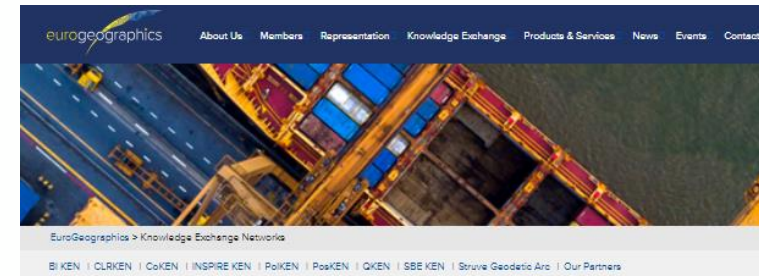 eurogeographics
About Us Members Representation Knowledge Exchange Products & Services News Events Contact
EuroGeographics > Knowledge Exchange Networks
BI KEN | CLRKEN | CoKEN | INSPIRE KEN | PolKEN | PosKEN | QKEN | SBE KEN | Struve Geodetic Arc | Our Partners